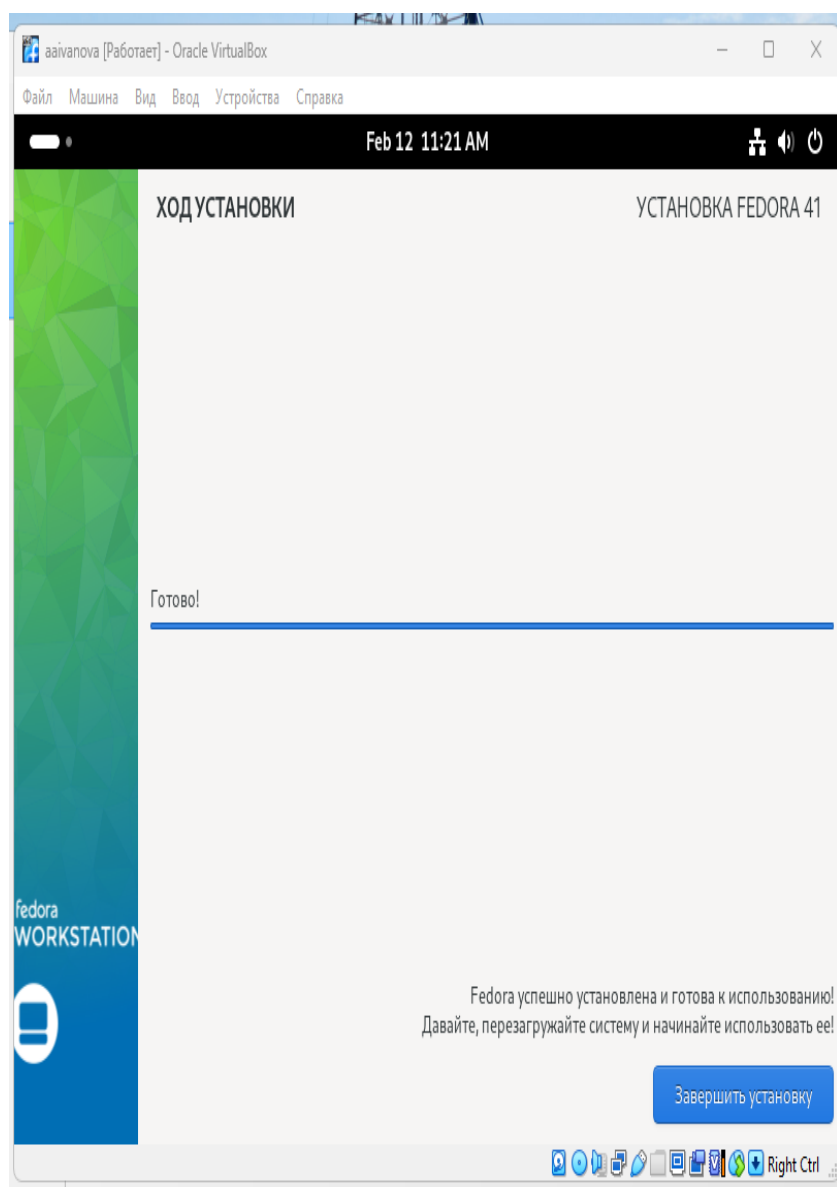 aaivanova [Работает] - Oracle VirtualBox
Файл Машина Вид Ввод Устройства Справка
Feb 12 11:21 AM
ХОД УСТАНОВКИ
УСТАНОВКА FEDORA 41
Готово!
fedora
WORKSTATION
Fedora успешно установлена и готова к использованию!
Давайте, перезагружайте систему и начинайте использовать ее!
Завершить установку
Right Ctrl